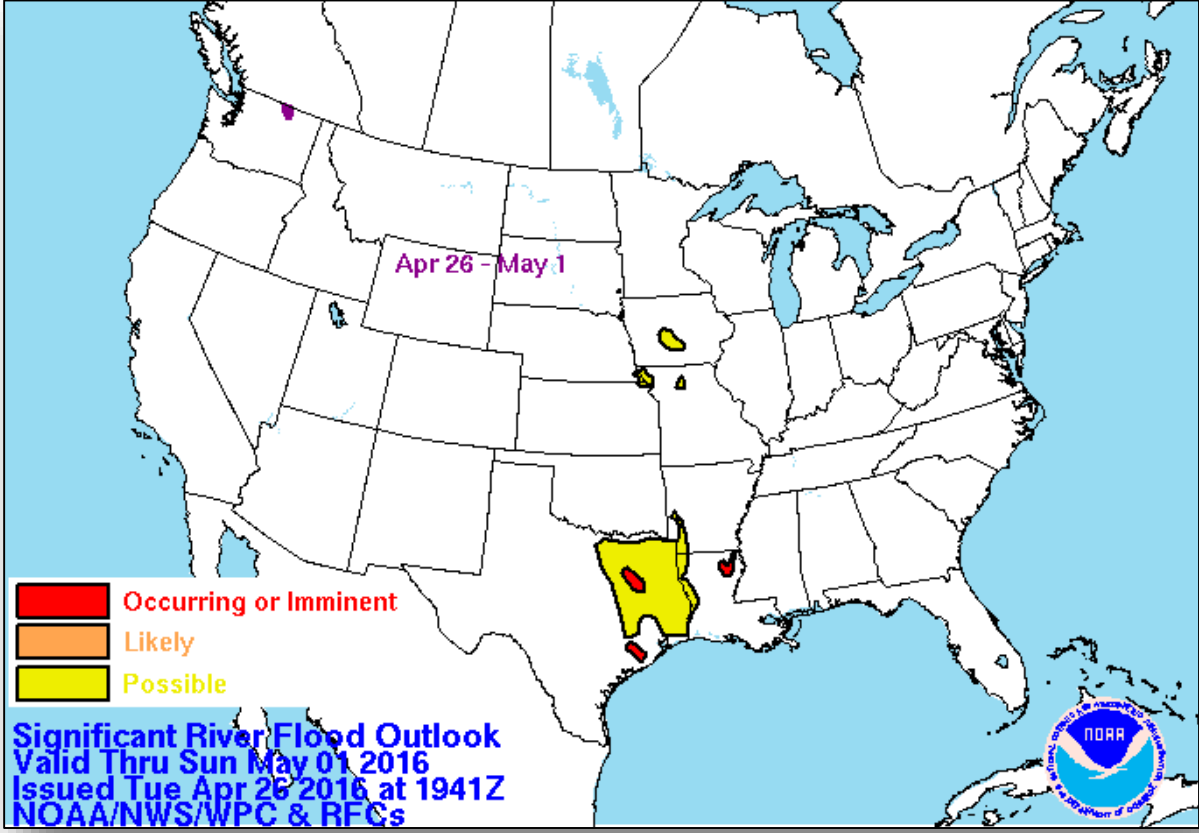 Apr 26 - May 1
Occurring or Imminent
Likely
Possible
Significant River Flood Outlook
Valid Thru Sun May 01 2016
Issued Tue Apr 26 2016 at 1941Z
NOAA/NWS/WPC & RFCs
NOAA